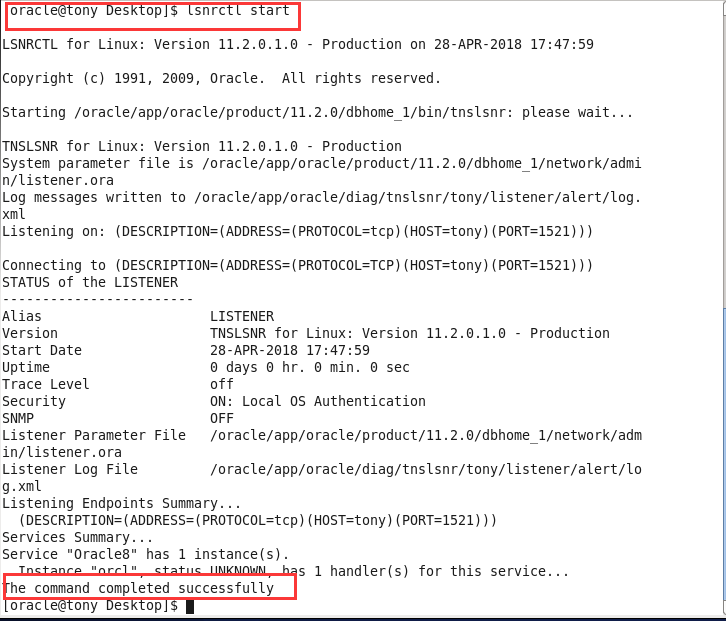 oracle@tony Desktop]$ lsnrctl start
LSNRCTL for Linux: Version 11.2.0.1.0 - Production on 28-APR-2018 17:47:59
Copyright (c) 1991, 2009, Oracle.  All rights reserved.
Starting /oracle/app/oracle/product/11.2.0/dbhome_1/bin/tnslsnr: please wait...
TNSLSNR for Linux: Version 11.2.0.1.0 - Production
System parameter file is /oracle/app/oracle/product/11.2.0/dbhome_1/network/admi
n/listener.ora
Log messages written to /oracle/app/oracle/diag/tnslsnr/tony/listener/alert/log.
xml
Listening on: (DESCRIPTION=(ADDRESS=(PROTOCOL=tcp)(HOST=tony)(PORT=1521)))
Connecting to (DESCRIPTION=(ADDRESS=(PROTOCOL=TCP)(HOST=tony)(PORT=1521)))
STATUS of the LISTENER
------------------------
Alias                     LISTENER
Version                   TNSLSNR for Linux: Version 11.2.0.1.0 - Production
Start Date                28-APR-2018 17:47:59
Uptime                    0 days 0 hr. 0 min. 0 sec
Trace Level               off
Security                  ON: Local OS Authentication
SNMP                      OFF
Listener Parameter File   /oracle/app/oracle/product/11.2.0/dbhome_1/network/adm
in/listener.ora
Listener Log File         /oracle/app/oracle/diag/tnslsnr/tony/listener/alert/lo
g.xml
Listening Endpoints Summary...
  (DESCRIPTION=(ADDRESS=(PROTOCOL=tcp)(HOST=tony)(PORT=1521)))
Services Summary...
Service "Oracle8" has 1 instance(s).
  Instance "orcl", status UNKNOWN, has 1 handler(s) for this service...
The command completed successfully
[oracle@tony Desktop]$